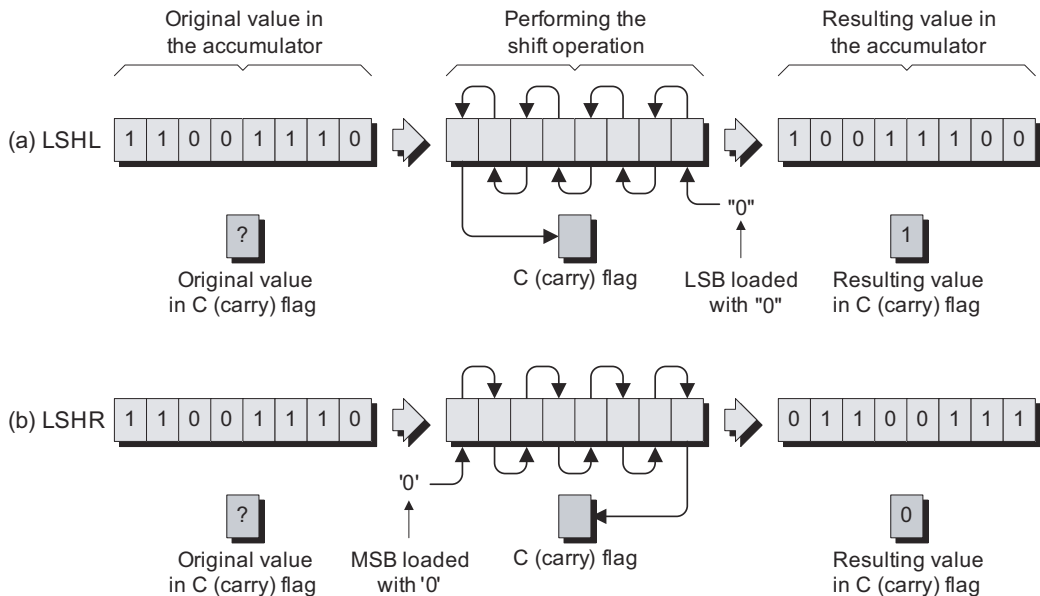 Original value in
the accumulator
Performing the
shift operation
Resulting value in
the accumulator
(a) LSHL
1 1 0 0 1 1 1 0
1 0 0 1 1 1 0 0
"0"
?
1
Original value
in C (carry) flag
C (carry) flag
LSB loaded
with "0"
Resulting value
in C (carry) flag
(b) LSHR
1 1 0 0 1 1 1 0
0 1 1 0 0 1 1 1
'0'
?
0
Original value
in C (carry) flag
MSB loaded
with '0'
C (carry) flag
Resulting value
in C (carry) flag